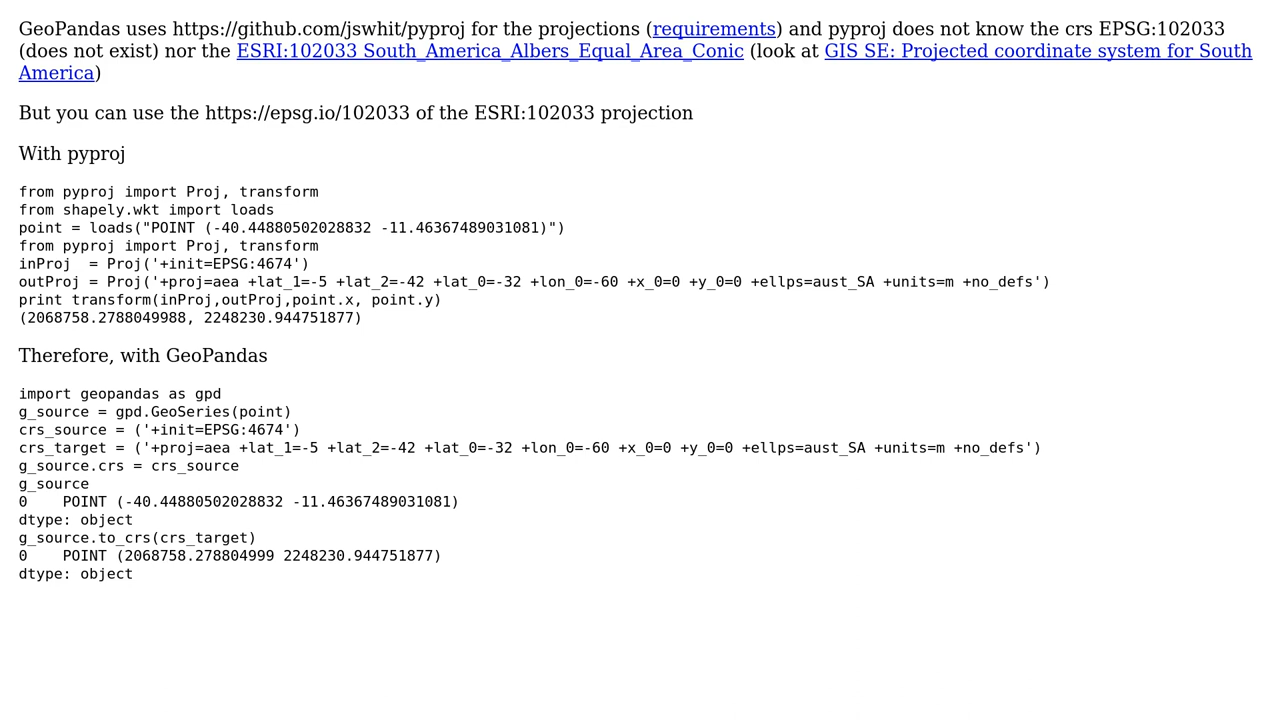 GeoPandas uses https://github.com/jswhit/pyproj for the projections (requirements) and pyproj does not know the crs EPSG:102033
(does not exist) nor the ESRI:102033 South_America_Albers_Equal_Area_Conic (look at GIS SE: Projected coordinate system for South
America)
But you can use the https://epsg.io/102033 of the ESRI:102033 projection
With pyproj
from pyproj import Proj, transform
from shapely.wkt import loads
point = loads("POINT (-40.44880502028832 -11.46367489031081)")
from pyproj import Proj, transform
inProj  = Proj('+init=EPSG:4674')
outProj = Proj('+proj=aea +lat_1=-5 +lat_2=-42 +lat_0=-32 +lon_0=-60 +x_0=0 +y_0=0 +ellps=aust_SA +units=m +no_defs')
print transform(inProj,outProj,point.x, point.y)
(2068758.2788049988, 2248230.944751877)
Therefore, with GeoPandas
import geopandas as gpd
g_source = gpd.GeoSeries(point)
crs_source = ('+init=EPSG:4674')
crs_target = ('+proj=aea +lat_1=-5 +lat_2=-42 +lat_0=-32 +lon_0=-60 +x_0=0 +y_0=0 +ellps=aust_SA +units=m +no_defs')
g_source.crs = crs_source
g_source
0    POINT (-40.44880502028832 -11.46367489031081)
dtype: object
g_source.to_crs(crs_target)
0    POINT (2068758.278804999 2248230.944751877)
dtype: object